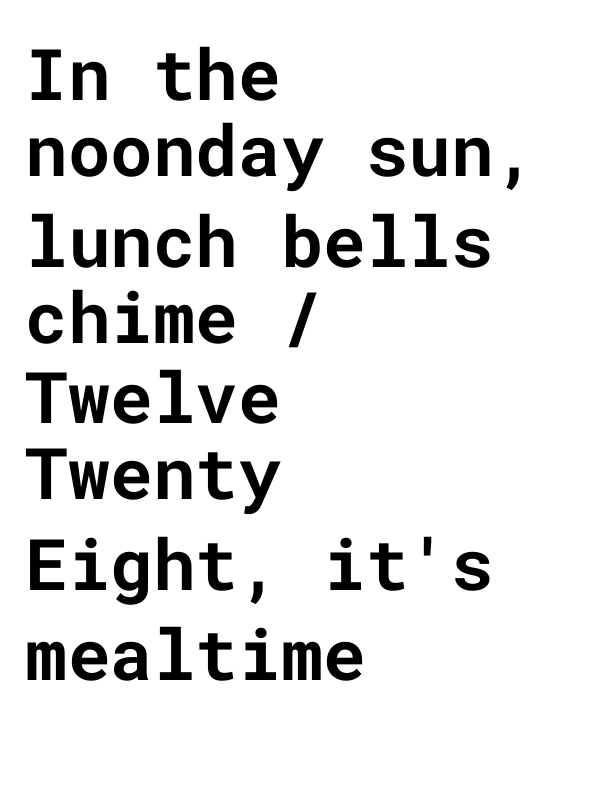 In the
noonday sun,
lunch bells
chime /
Twelve
Twenty
Eight, it's
mealtime